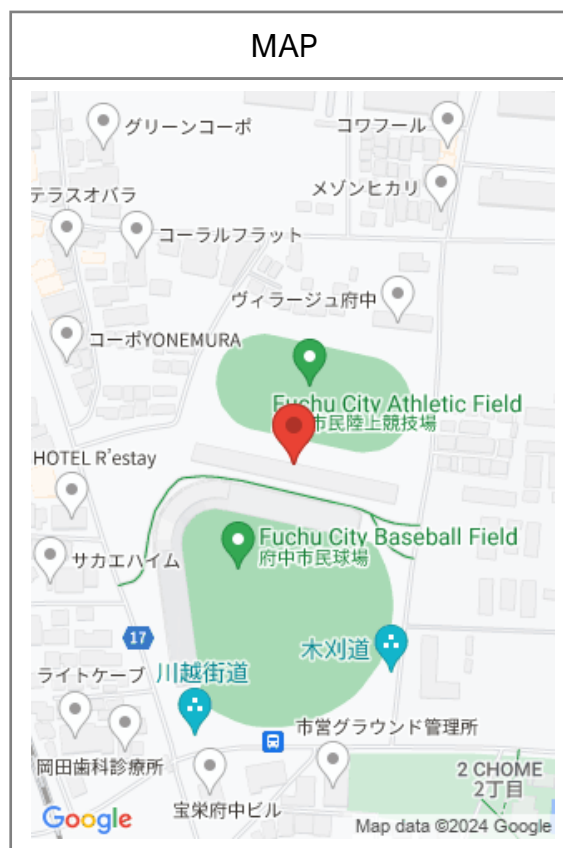 MAP
グリーンコーポ
コワフール
テラスオバラ
メゾンヒカリ
コーラルフラット
ヴィラージュ府中
コーポYONEMURA
Fuchu City Athletic Field
市民陸上競技場
HOTEL R'estay
Fuchu City Baseball Field
府中市民球場
サカエハイム
17
木刈道
ライトケープ
川越街道
市営グラウンド管理所
岡田歯科診療所
2 CHOME
2丁目
宝栄府中ビル
Google
Map data ©2024 Google